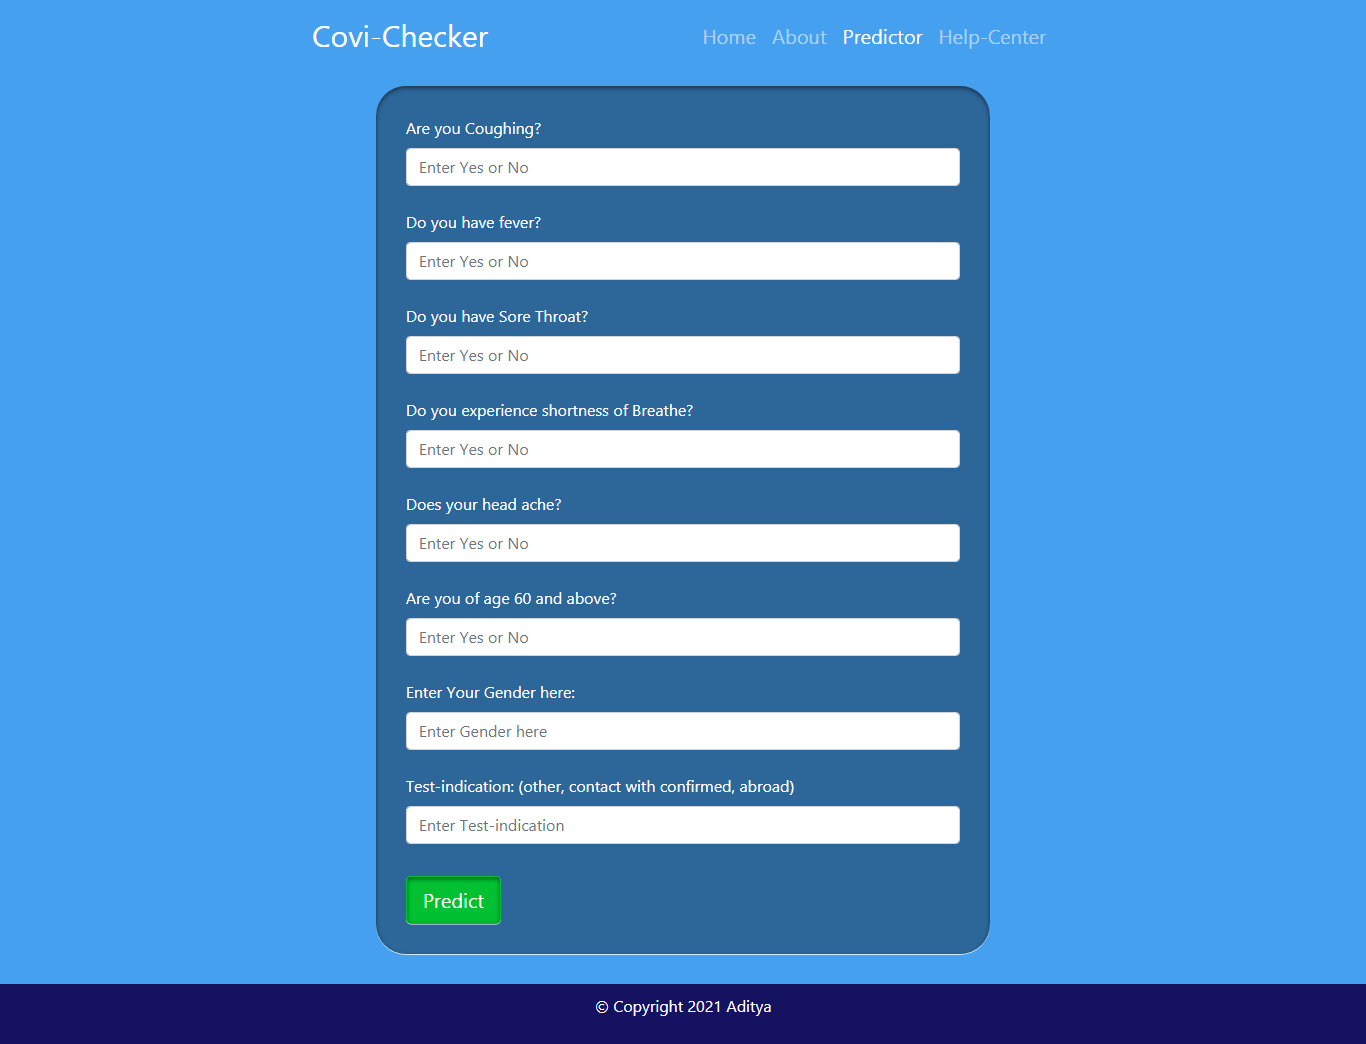 Covi-Checker
Home About Predictor Help-Center
Are you Coughing?
Enter Yes or No
Do you have fever?
Enter Yes or No
Do you have Sore Throat?
Enter Yes or No
Do you experience shortness of Breathe?
Enter Yes or No
Does your head ache?
Enter Yes or No
Are you of age 60 and above?
Enter Yes or No
Enter Your Gender here:
Enter Gender here
Test-indication: (other, contact with confirmed, abroad)
Enter Test-indication
Predict
© Copyright 2021 Aditya